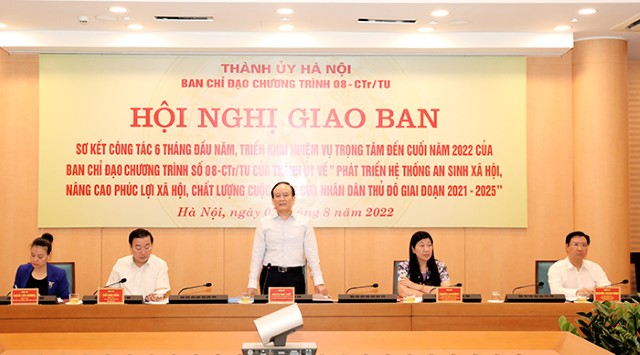 THÀNH ỦY HÀ NỘI
BAN CHỈ ĐẠO CHƯƠNG TRÌNH 08 - CTr/TU
HỘI NGHỊ GIAO BAN
SƠ KẾT CÔNG TÁC 6 THÁNG ĐẦU NĂM, TRIỂN KHAI NHIỆM VỤ TRỌNG TÂM ĐẾN CUỐI NĂM 2022 CỦA
BAN CHỈ ĐẠO CHƯƠNG TRÌNH SỐ 08-CTr/TU CỦA VỀ " PHÁT TRIỂN HỆ THỐNG AN SINH XÃ HỘI,
NÂNG CAO PHÚC LỢI XÃ HỘI, CHẤT LƯỢNG CỦA NHÂN DÂN THỦ ĐÔ GIAI ĐOẠN 2021 - 2025"
Hà Nội, ngày 8 năm 2022